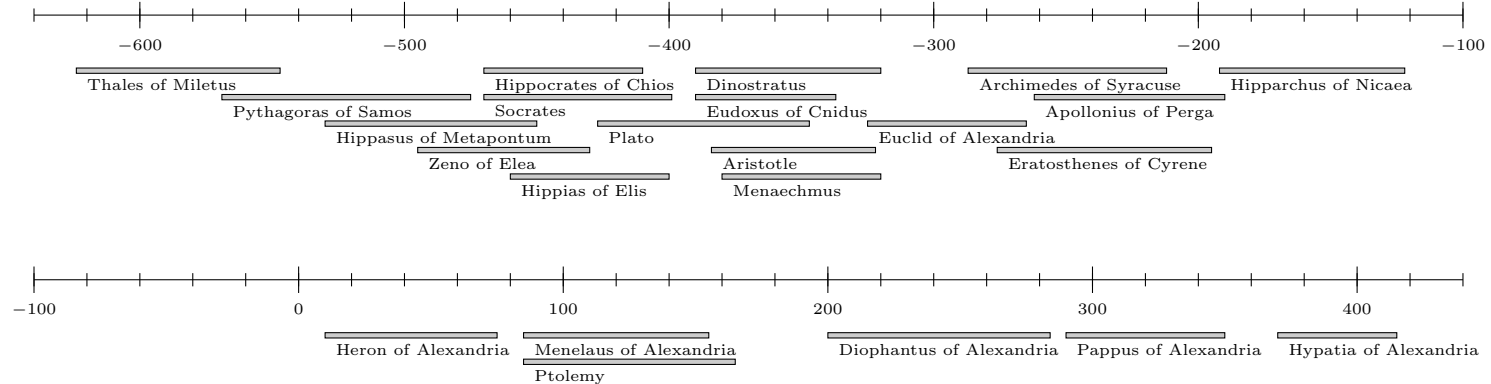 −600 −500 −400 −300 −200 −100
Thales of Miletus Hippocrates of Chios Dinostratus Archimedes of Syracuse Hipparchus of Nicaea
Pythagoras of Samos Socrates Eudoxus of Cnidus Apollonius of Perga
Hippasus of Metapontum Plato Euclid of Alexandria
Zeno of Elea Aristotle Eratosthenes of Cyrene
Hippias of Elis Menaechmus
−100 0 100 200 300 400
Heron of Alexandria Menelaus of Alexandria Diophantus of Alexandria Pappus of Alexandria Hypatia of Alexandria
Ptolemy